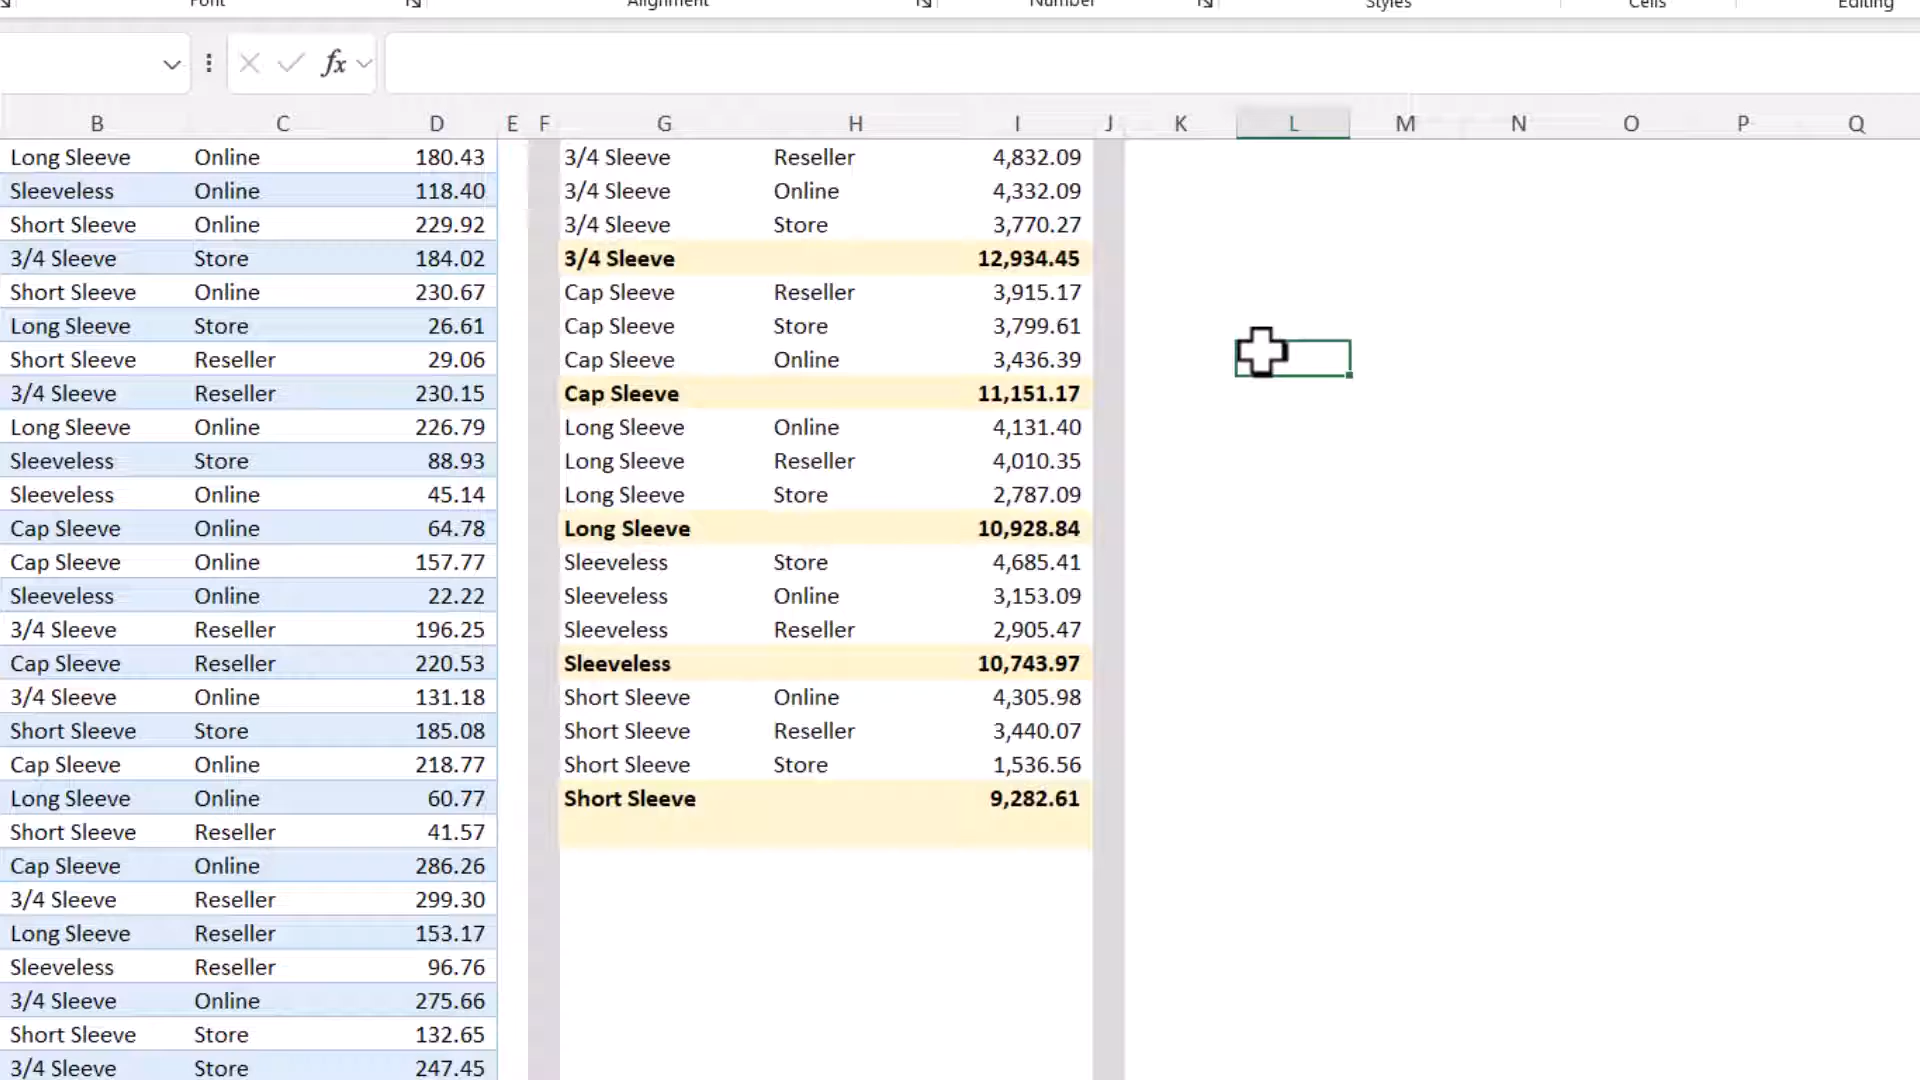 Font Alignment Number Styles Cells Editing
fx
B C D E F G H I J K L M N O P Q
Long Sleeve Online 180.43 3/4 Sleeve Reseller 4,832.09
Sleeveless Online 118.40 3/4 Sleeve Online 4,332.09
Short Sleeve Online 229.92 3/4 Sleeve Store 3,770.27
3/4 Sleeve Store 184.02 3/4 Sleeve 12,934.45
Short Sleeve Online 230.67 Cap Sleeve Reseller 3,915.17
Long Sleeve Store 26.61 Cap Sleeve Store 3,799.61
Short Sleeve Reseller 29.06 Cap Sleeve Online 3,436.39
3/4 Sleeve Reseller 230.15 Cap Sleeve 11,151.17
Long Sleeve Online 226.79 Long Sleeve Online 4,131.40
Sleeveless Store 88.93 Long Sleeve Reseller 4,010.35
Sleeveless Online 45.14 Long Sleeve Store 2,787.09
Cap Sleeve Online 64.78 Long Sleeve 10,928.84
Cap Sleeve Online 157.77 Sleeveless Store 4,685.41
Sleeveless Online 22.22 Sleeveless Online 3,153.09
3/4 Sleeve Reseller 196.25 Sleeveless Reseller 2,905.47
Cap Sleeve Reseller 220.53 Sleeveless 10,743.97
3/4 Sleeve Online 131.18 Short Sleeve Online 4,305.98
Short Sleeve Store 185.08 Short Sleeve Reseller 3,440.07
Cap Sleeve Online 218.77 Short Sleeve Store 1,536.56
Long Sleeve Online 60.77 Short Sleeve 9,282.61
Short Sleeve Reseller 41.57
Cap Sleeve Online 286.26
3/4 Sleeve Reseller 299.30
Long Sleeve Reseller 153.17
Sleeveless Reseller 96.76
3/4 Sleeve Online 275.66
Short Sleeve Store 132.65
3/4 Sleeve Store 247.45